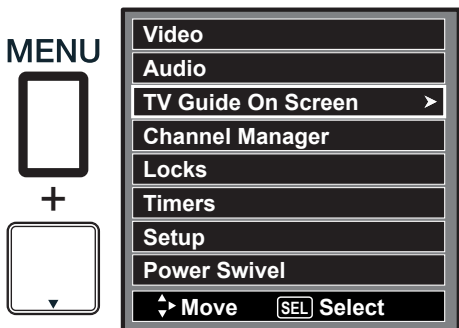 MENU
+
Video
Audio
TV Guide On Screen
Channel Manager
Locks
Timers
Setup
Power Swivel
Move SEL Select